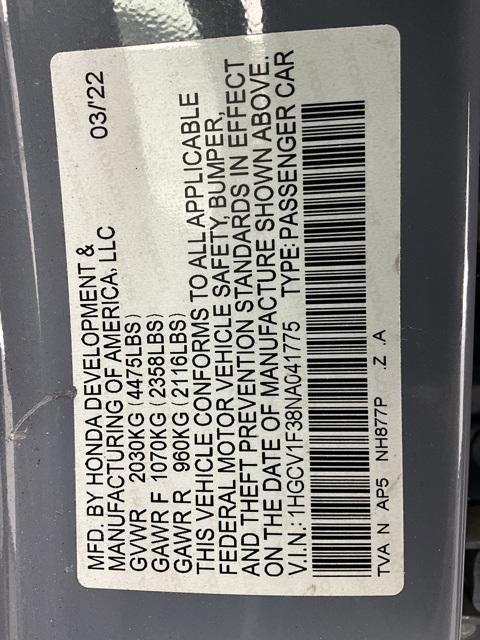 MFD. BY HONDA DEVELOPMENT &
MANUFACTURING OF AMERICA, LLC 03/'22
GVWR 2030KG (4475LBS)
GAWR F 1070KG (2358LBS)
GAWR R 960KG (2116LBS)
THIS VEHICLE CONFORMS TO ALL APPLICABLE
FEDERAL MOTOR VEHICLE SAFETY, BUMPER,
AND THEFT PREVENTION STANDARDS IN EFFECT
ON THE DATE OF MANUFACTURE SHOWN ABOVE.
V.I.N.: 1HGCV1F38NA041775 TYPE: PASSENGER CAR
TVA N AP5 NH877P .Z .A